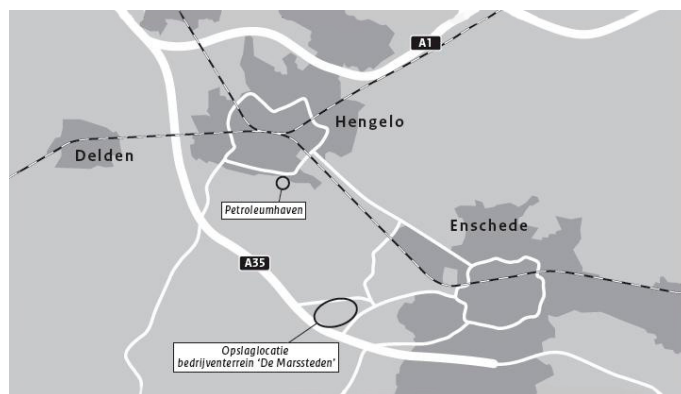 A1
Hengelo
Delden
Petroleumhaven
Enschede
A35
Opslaglocatie
bedrijventerrein ‘De Marssteden’